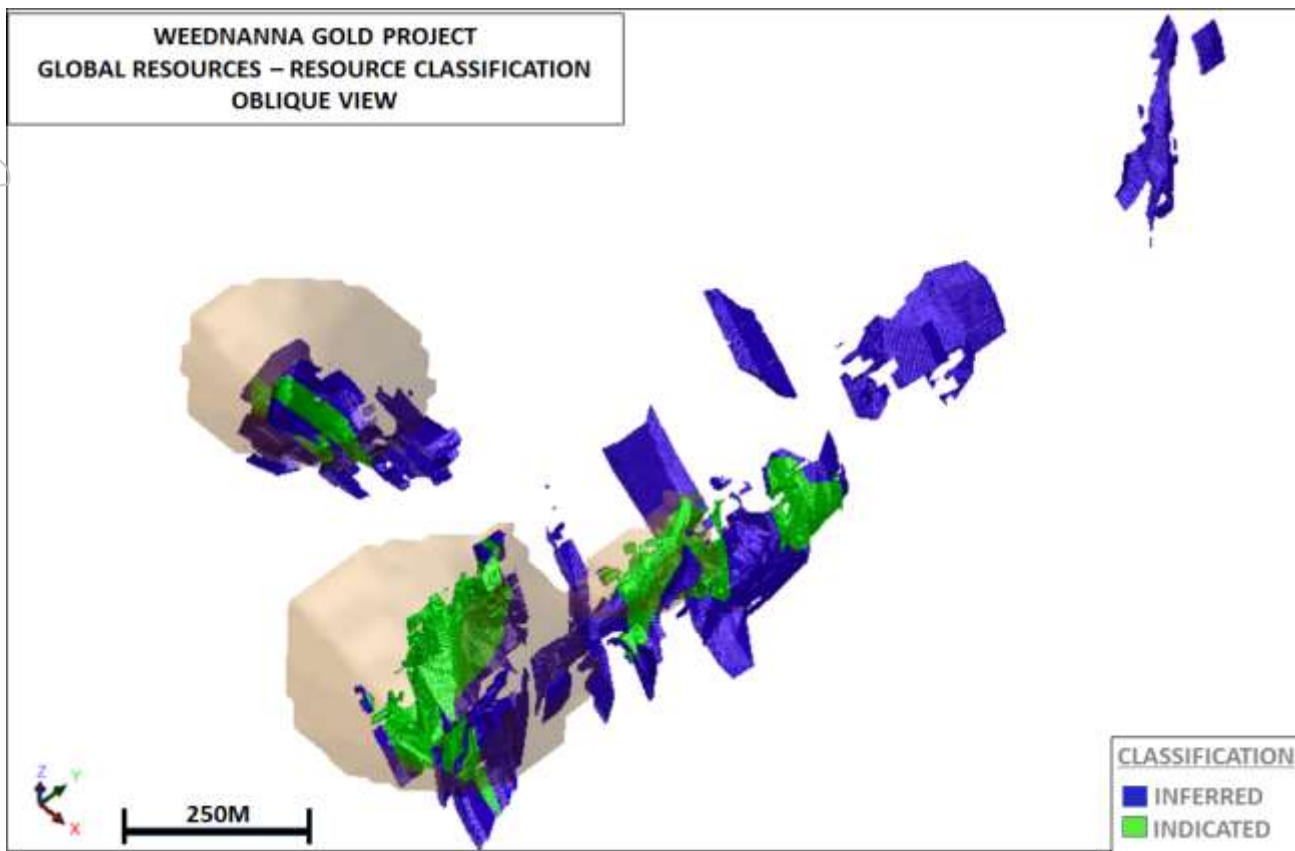 WEEDNANNA GOLD PROJECT
GLOBAL RESOURCES – RESOURCE CLASSIFICATION
OBLIQUE VIEW
Z
Y
X
250M
CLASSIFICATION
INFERRED
INDICATED